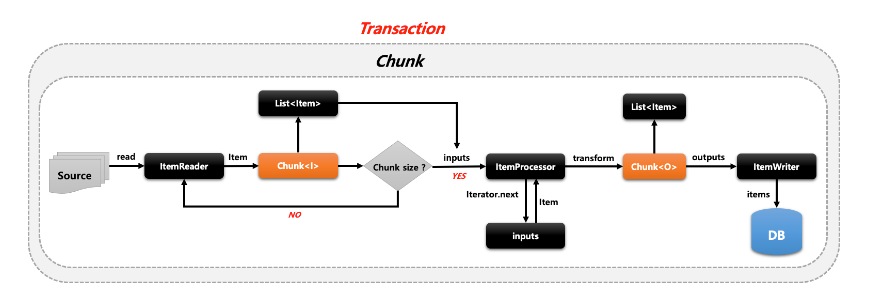 Transaction
Chunk
List<Item>
List<Item>
read
Item
inputs
transform
outputs
Source
ItemReader
Chunk<I>
Chunk size ?
ItemProcessor
Chunk<O>
ItemWriter
YES
NO
Iterator.next
Item
items
inputs
DB